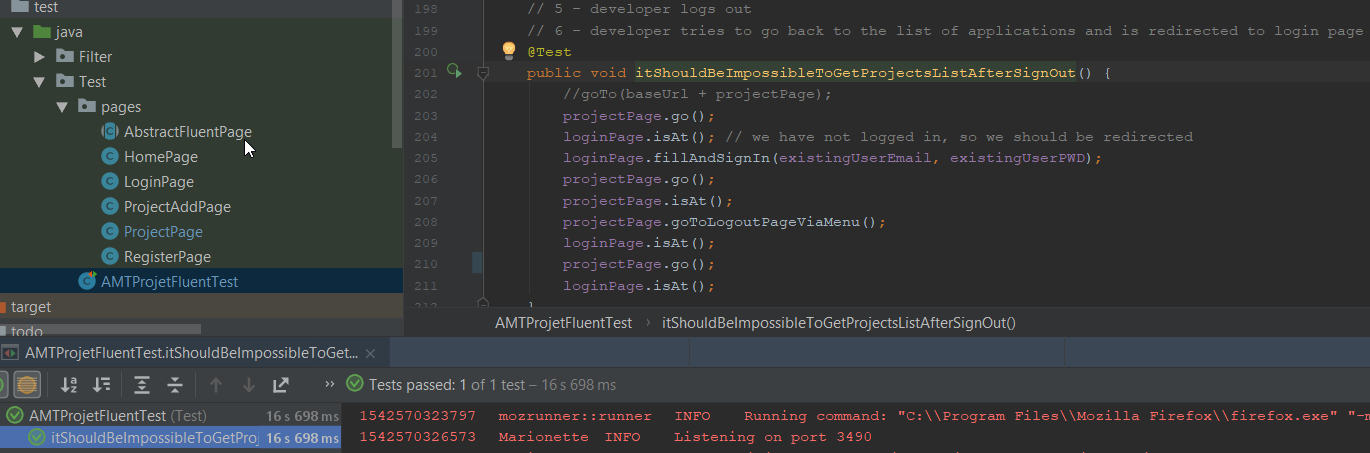 test
java
Filter
Test
pages
AbstractFluentPage
HomePage
LoginPage
ProjectAddPage
ProjectPage
RegisterPage
AMTProjetFluentTest
target
todo
198 // 5 - developer logs out
199 // 6 - developer tries to go back to the list of applications and is redirected to login page
200 @Test
201 public void itShouldBeImpossibleToGetProjectsListAfterSignOut() {
202 //goTo(baseUrl + projectPage);
203 projectPage.go();
204 loginPage.isAt(); // we have not logged in, so we should be redirected
205 loginPage.fillAndSignIn(existingUserEmail, existingUserPWD);
206 projectPage.go();
207 projectPage.isAt();
208 projectPage.goToLogoutPageViaMenu();
209 loginPage.isAt();
210 projectPage.go();
211 loginPage.isAt();
212 }
AMTProjetFluentTest › itShouldBeImpossibleToGetProjectsListAfterSignOut()
AMTProjetFluentTest.itShouldBeImpossibleToGet... ×
» Tests passed: 1 of 1 test – 16 s 698 ms
AMTProjetFluentTest (Test) 16 s 698 ms
itShouldBeImpossibleToGetProj 16 s 698 ms
1542570323797 mozrunner::runner INFO Running command: "C:\\Program Files\\Mozilla Firefox\\firefox.exe" "-m
1542570326573 Marionette INFO Listening on port 3490